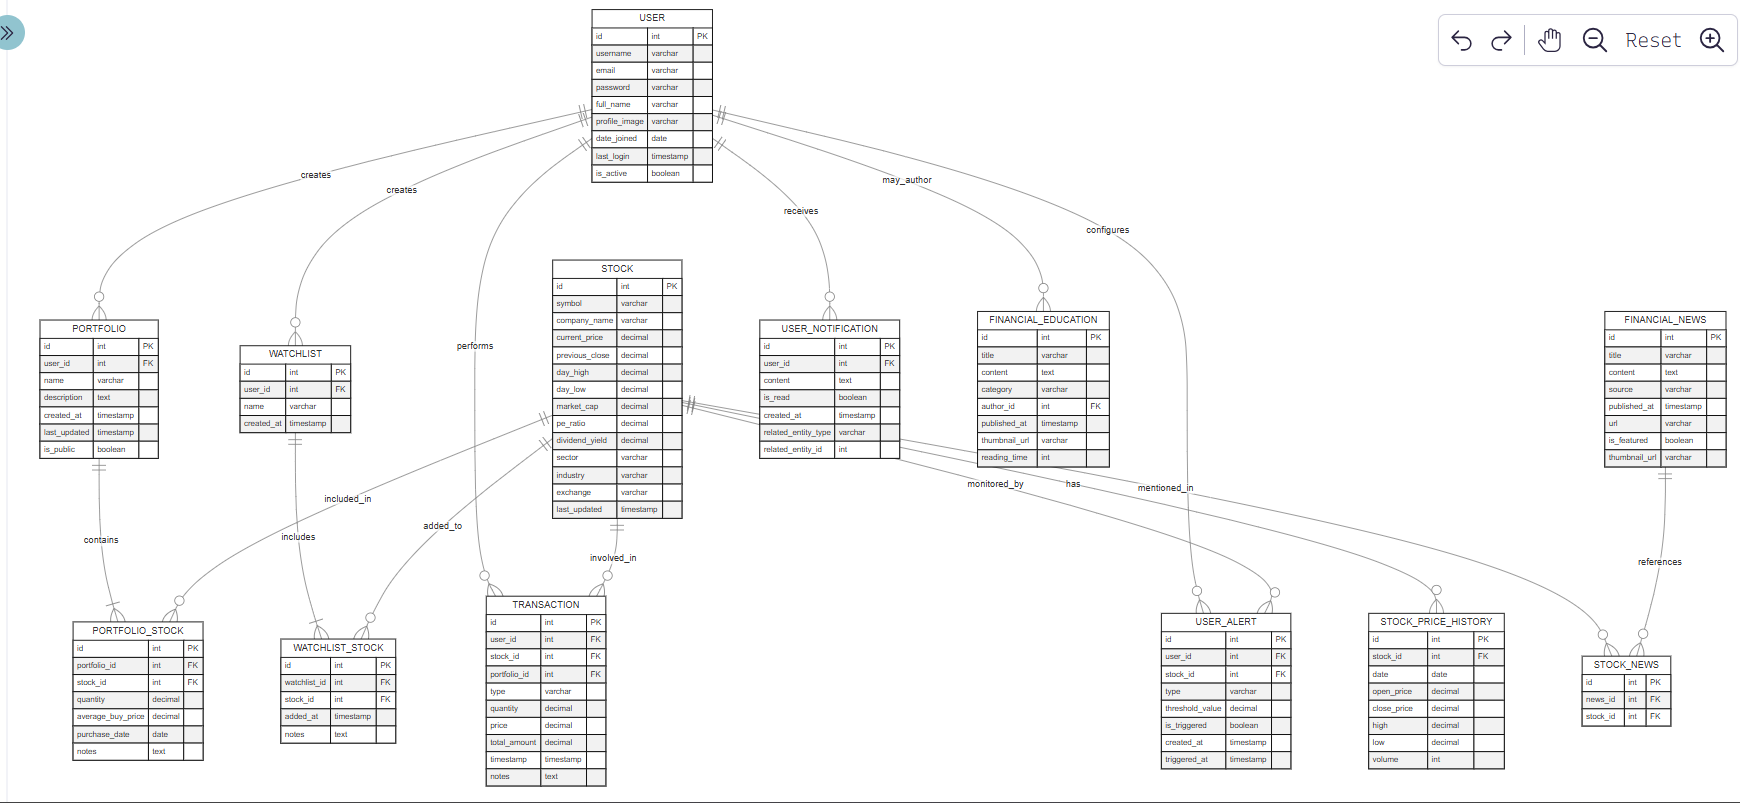 Reset
USER
id int PK
username varchar
email varchar
password varchar
full_name varchar
profile_image varchar
date_joined date
last_login timestamp
is_active boolean
creates
creates
performs
receives
may_author
configures
STOCK
id int PK
symbol varchar
company_name varchar
current_price decimal
previous_close decimal
day_high decimal
day_low decimal
market_cap decimal
pe_ratio decimal
dividend_yield decimal
sector varchar
industry varchar
exchange varchar
last_updated timestamp
PORTFOLIO
id int PK
user_id int FK
name varchar
description text
created_at timestamp
last_updated timestamp
is_public boolean
WATCHLIST
id int PK
user_id int FK
name varchar
created_at timestamp
USER_NOTIFICATION
id int PK
user_id int FK
content text
is_read boolean
created_at timestamp
related_entity_type varchar
related_entity_id int
FINANCIAL_EDUCATION
id int PK
title varchar
content text
category varchar
author_id int FK
published_at timestamp
thumbnail_url varchar
reading_time int
FINANCIAL_NEWS
id int PK
title varchar
content text
source varchar
published_at timestamp
url varchar
is_featured boolean
thumbnail_url varchar
contains
included_in
includes
added_to
involved_in
monitored_by
has
mentioned_in
references
PORTFOLIO_STOCK
id int PK
portfolio_id int FK
stock_id int FK
quantity decimal
average_buy_price decimal
purchase_date date
notes text
WATCHLIST_STOCK
id int PK
watchlist_id int FK
stock_id int FK
added_at timestamp
notes text
TRANSACTION
id int PK
user_id int FK
stock_id int FK
portfolio_id int FK
type varchar
quantity decimal
price decimal
total_amount decimal
timestamp timestamp
notes text
USER_ALERT
id int PK
user_id int FK
stock_id int FK
type varchar
threshold_value decimal
is_triggered boolean
created_at timestamp
triggered_at timestamp
STOCK_PRICE_HISTORY
id int PK
stock_id int FK
date date
open_price decimal
close_price decimal
high decimal
low decimal
volume int
STOCK_NEWS
id int PK
news_id int FK
stock_id int FK